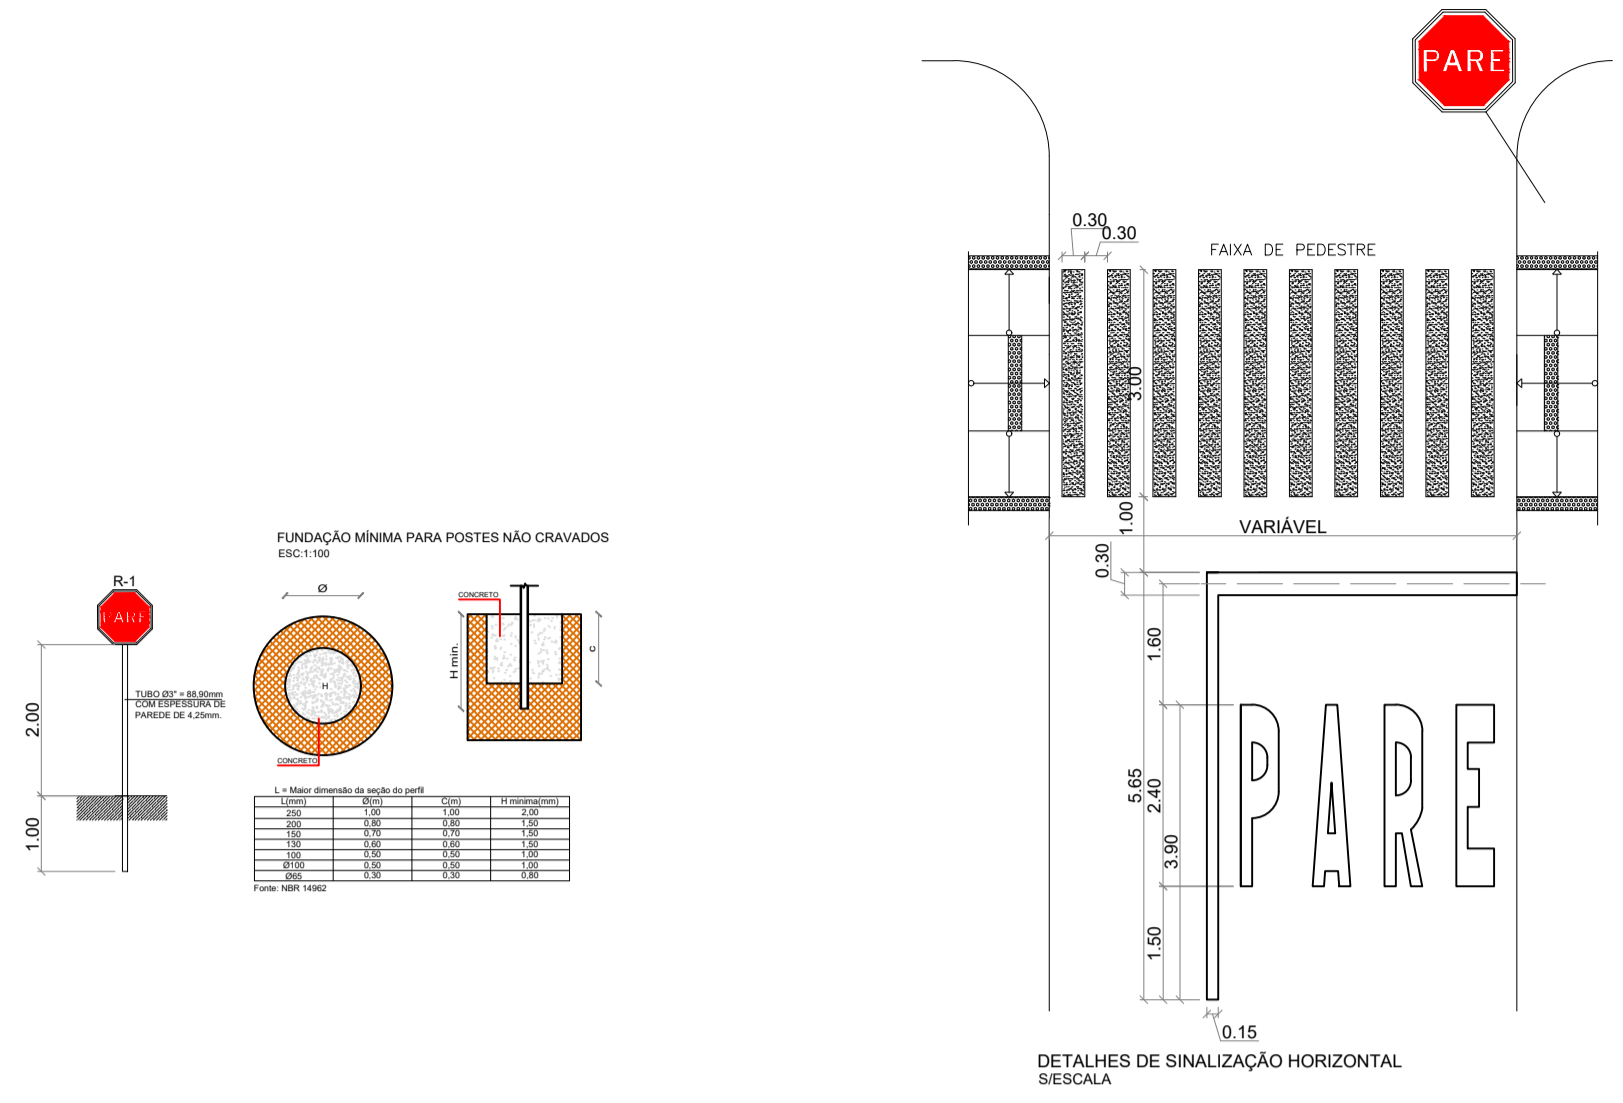 FUNDAÇÃO MÍNIMA PARA POSTES NÃO CRAVADOS
ESC:1:100
R-1
PARE
2.00
1.00
TUBO Ø3" = 88,90mm
COM ESPESSURA DE
PAREDE DE 4,25mm.
Ø
H
CONCRETO
CONCRETO
H min.
c
L = Maior dimensão da seção do perfil
L(mm) Ø(m) C(m) H minima(mm)
250 1,00 1,00 2,00
200 0,80 0,80 1,50
150 0,70 0,70 1,50
130 0,60 0,60 1,50
100 0,50 0,50 1,00
Ø100 0,50 0,50 1,00
Ø65 0,30 0,30 0,80
Fonte: NBR 14962
PARE
0.30
0.30
FAIXA DE PEDESTRE
3.00
1.00
VARIÁVEL
0.30
1.60
5.65
2.40
3.90
1.50
PARE
0.15
DETALHES DE SINALIZAÇÃO HORIZONTAL
S/ESCALA